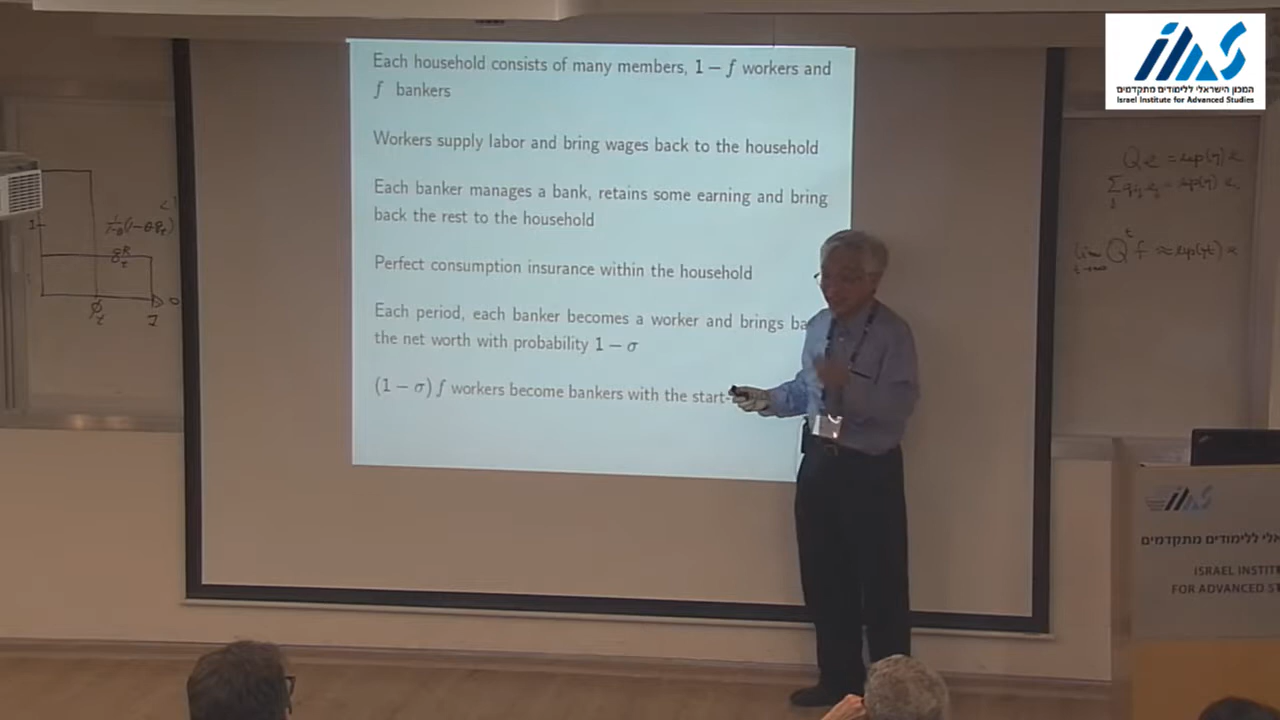 Each household consists of many members, 1 − f workers and
f bankers
Workers supply labor and bring wages back to the household
Each banker manages a bank, retains some earning and bring
back the rest to the household
Perfect consumption insurance within the household
Each period, each banker becomes a worker and brings ba
the net worth with probability 1 − σ
(1 − σ) f workers become bankers with the start-
המכון הישראלי ללימודים מתקדמים
Israel Institute for Advanced Studies
אלי ללימודים מתקדמים
ISRAEL INSTIT
FOR ADVANCED ST